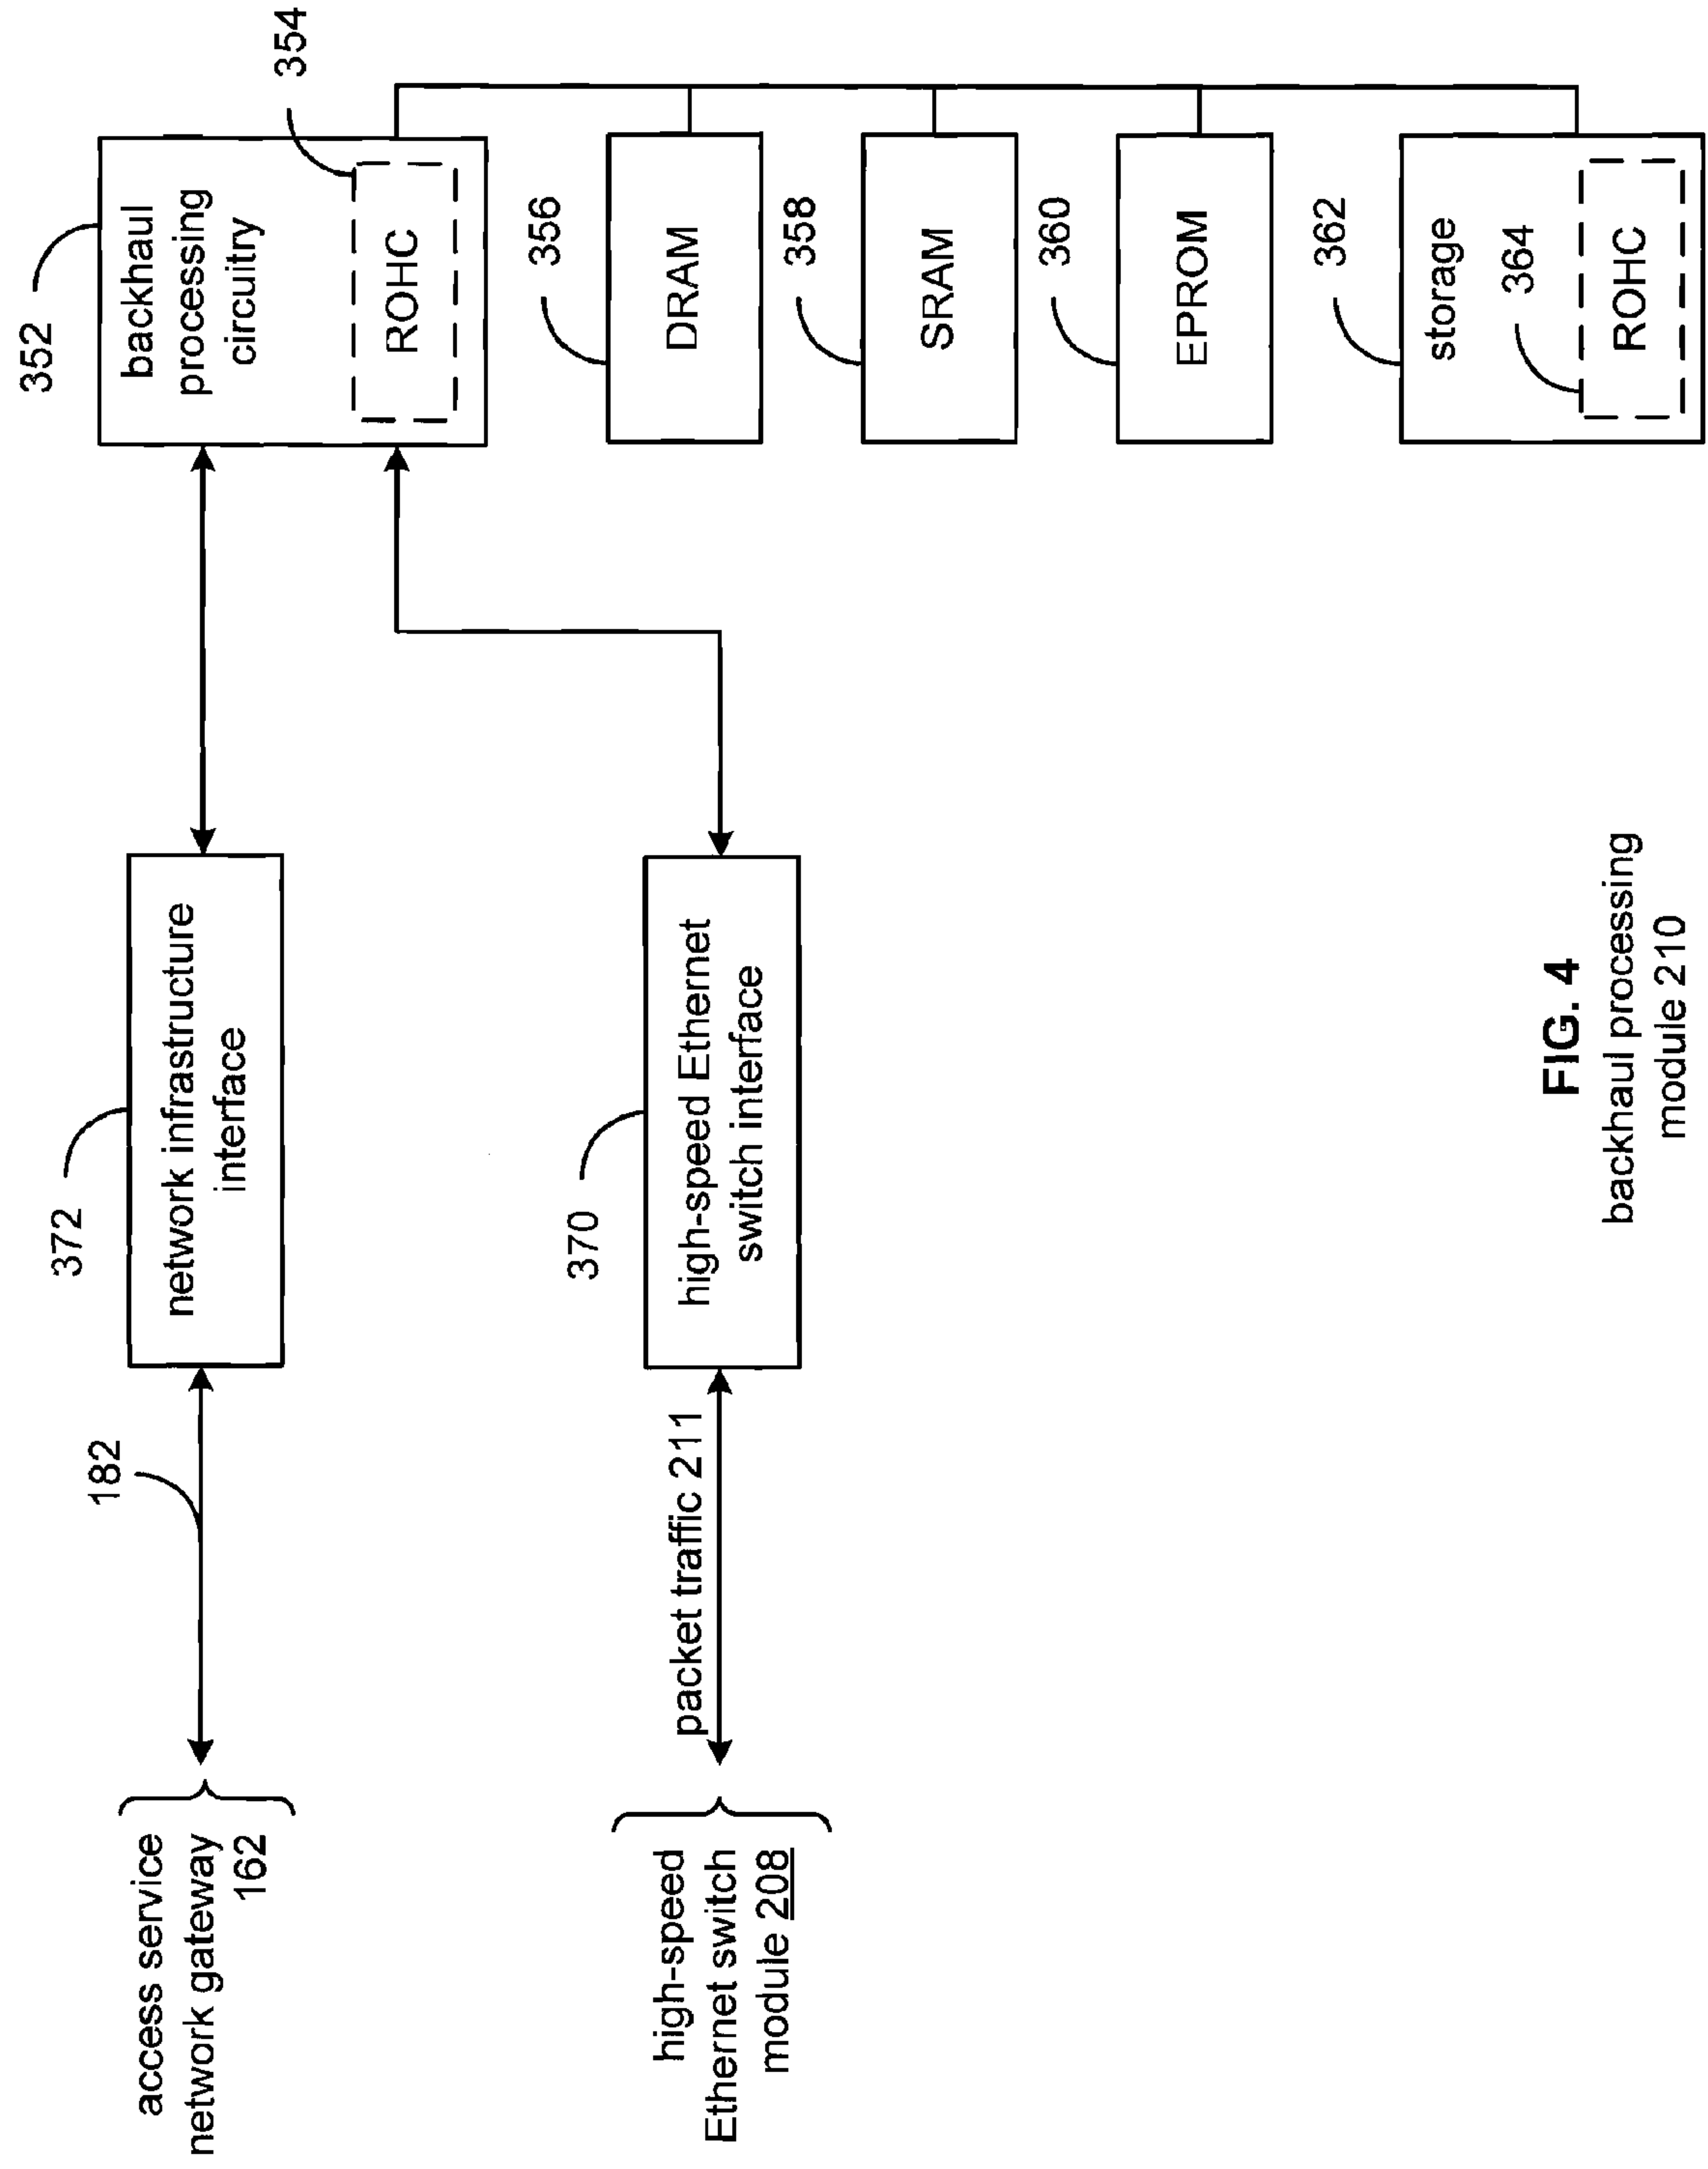 352
backhaul
processing
circuitry
354
ROHC
372
network infrastructure
interface
182
access service
network gateway
162
356
DRAM
358
SRAM
370
high-speed Ethernet
switch interface
packet traffic 211
high-speed
Ethernet switch
module 208
360
EPROM
362
storage
364
ROHC
FIG. 4
backhaul processing
module 210